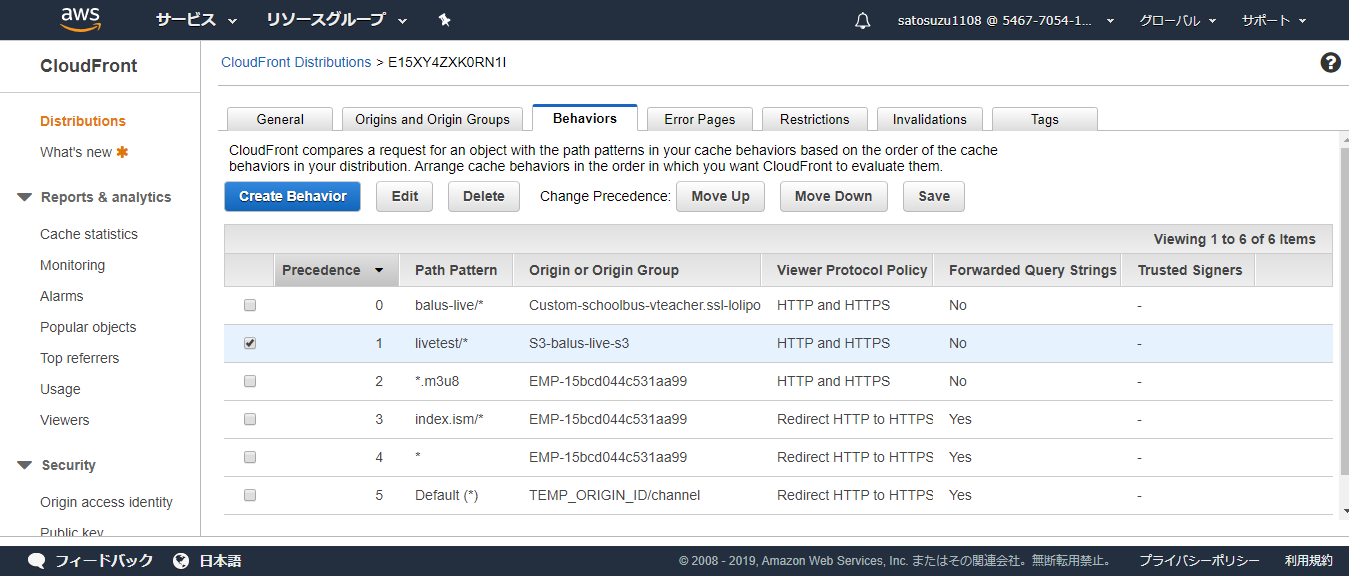 aws サービス リソースグループ satosuzu1108 @ 5467-7054-1... グローバル サポート
CloudFront
CloudFront Distributions > E15XY4ZXK0RN1I
Distributions
What's new
Reports & analytics
Cache statistics
Monitoring
Alarms
Popular objects
Top referrers
Usage
Viewers
Security
Origin access identity
Public key
General Origins and Origin Groups Behaviors Error Pages Restrictions Invalidations Tags
CloudFront compares a request for an object with the path patterns in your cache behaviors based on the order of the cache
behaviors in your distribution. Arrange cache behaviors in the order in which you want CloudFront to evaluate them.
Create Behavior Edit Delete Change Precedence: Move Up Move Down Save
Viewing 1 to 6 of 6 Items
Precedence Path Pattern Origin or Origin Group Viewer Protocol Policy Forwarded Query Strings Trusted Signers
0 balus-live/* Custom-schoolbus-vteacher.ssl-lolipo HTTP and HTTPS No -
1 livetest/* S3-balus-live-s3 HTTP and HTTPS No -
2 *.m3u8 EMP-15bcd044c531aa99 HTTP and HTTPS No -
3 index.ism/* EMP-15bcd044c531aa99 Redirect HTTP to HTTPS Yes -
4 * EMP-15bcd044c531aa99 Redirect HTTP to HTTPS Yes -
5 Default (*) TEMP_ORIGIN_ID/channel Redirect HTTP to HTTPS Yes -
フィードバック 日本語 © 2008 - 2019, Amazon Web Services, Inc. またはその関連会社。無断転用禁止。 プライバシーポリシー 利用規約